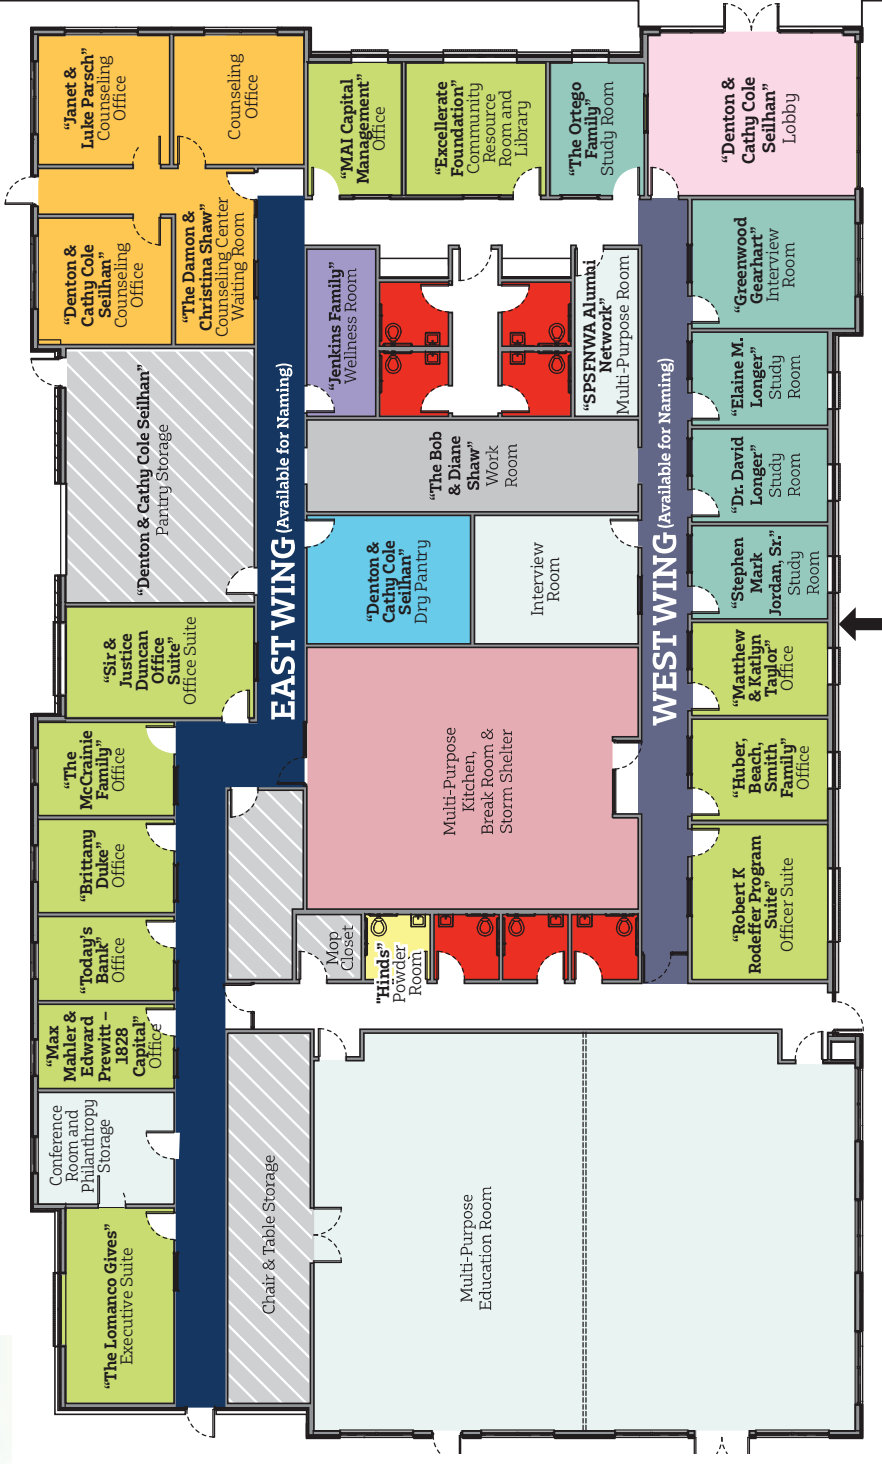 “Janet &
Luke Parsch”
Counseling
Office
Counseling
Office
“MAI Capital
Management”
Office
“Excellerate
Foundation”
Community
Resource
Room and
Library
“The Ortego
Family”
Study Room
“Denton &
Cathy Cole
Seilhan”
Lobby
“Denton &
Cathy Cole
Seilhan”
Counseling
Office
“The Damon &
Christina Shaw”
Counseling Center
Waiting Room
“Jenkins Family”
Wellness Room
“SPSFNWA Alumni
Network”
Multi-Purpose Room
“Greenwood
Gearhart”
Interview
Room
“Elaine M.
Longer”
Study
Room
“Denton & Cathy Cole Seilhan”
Pantry Storage
“The Bob
& Diane
Shaw”
Work
Room
“Dr. David
Longer”
Study
Room
EAST WING (Available for Naming)
WEST WING (Available for Naming)
“Denton &
Cathy Cole
Seilhan”
Dry Pantry
Interview
Room
“Stephen
Mark
Jordan, Sr.”
Study
Room
“Sir &
Justice
Duncan
Office
Suite”
Office Suite
“Matthew
& Katlyn
Taylor”
Office
“The
McCrainie
Family”
Office
Multi-Purpose
Kitchen,
Break Room &
Storm Shelter
“Huber,
Beach,
Smith
Family”
Office
“Brittany
Duke”
Office
“Robert K
Rodeffer Program
Suite”
Officer Suite
“Today’s
Bank”
Office
Mop
Closet
"Hinds”
Powder
Room
“Max
Mahler &
Edward
Prewitt –
1828
Capital”
Office
Conference
Room and
Philanthropy
Storage
“The Lomanco Gives”
Executive Suite
Chair & Table Storage
Multi-Purpose
Education Room